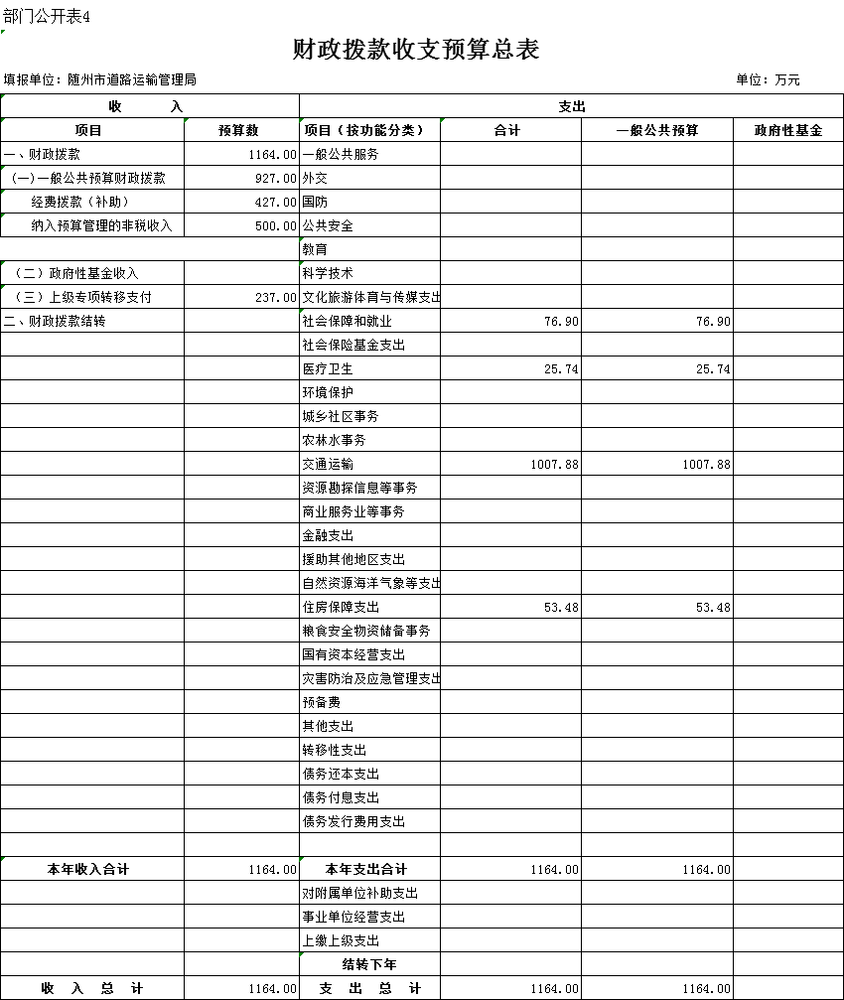 部门公开表4
财政拨款收支预算总表
填报单位：随州市道路运输管理局 单位：万元
收 入 支出
项目 预算数 项目（按功能分类） 合计 一般公共预算 政府性基金
一、财政拨款 1164.00 一般公共服务
(一)一般公共预算财政拨款 927.00 外交
经费拨款（补助） 427.00 国防
纳入预算管理的非税收入 500.00 公共安全
教育
（二）政府性基金收入 科学技术
（三）上级专项转移支付 237.00 文化旅游体育与传媒支出
二、财政拨款结转 社会保障和就业 76.90 76.90
社会保险基金支出
医疗卫生 25.74 25.74
环境保护
城乡社区事务
农林水事务
交通运输 1007.88 1007.88
资源勘探信息等事务
商业服务业等事务
金融支出
援助其他地区支出
自然资源海洋气象等支出
住房保障支出 53.48 53.48
粮食安全物资储备事务
国有资本经营支出
灾害防治及应急管理支出
预备费
其他支出
转移性支出
债务还本支出
债务付息支出
债务发行费用支出
本年收入合计 1164.00 本年支出合计 1164.00 1164.00
对附属单位补助支出
事业单位经营支出
上缴上级支出
结转下年
收 入 总 计 1164.00 支 出 总 计 1164.00 1164.00